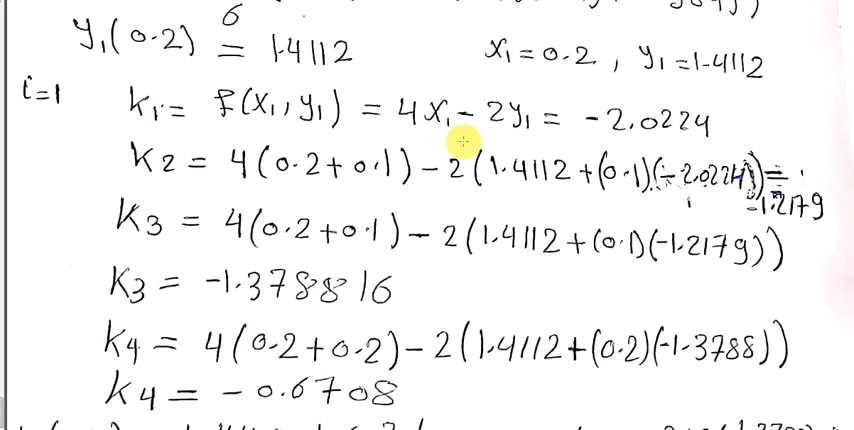 y₁(0.2) = 1.4112 x₁=0.2 , y₁=1.4112
i=1
k₁= f(x₁,y₁) = 4x₁ - 2y₁ = -2.0224
k2 = 4(0.2+0.1) - 2(1.4112+(0.1)(-2.0224)) = -1.2179
k3 = 4(0.2+0.1) - 2(1.4112+(0.1)(-1.2179))
k3 = -1.378816
k4 = 4(0.2+0.2) - 2(1.4112+(0.2)(-1.3788))
k4 = -0.6708